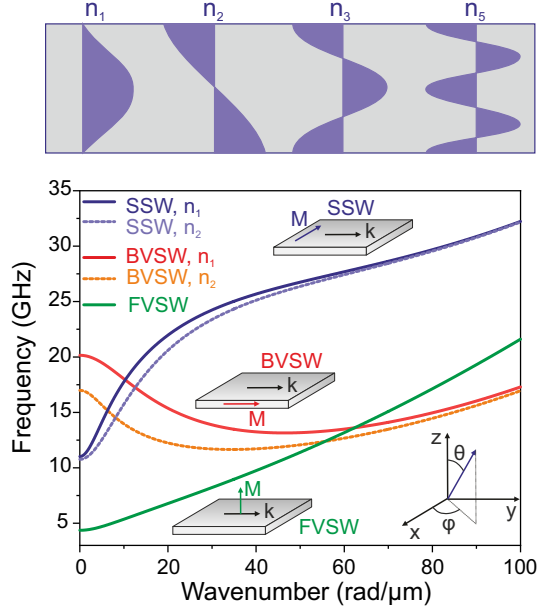 n₁ n₂ n₃ n₅
35
30
25
20
15
10
5
Frequency (GHz)
SSW, n₁
SSW, n₂
BVSW, n₁
BVSW, n₂
FVSW
SSW
M
k
BVSW
k
M
M
k
FVSW
z
θ
y
x
φ
0 20 40 60 80 100
Wavenumber (rad/μm)